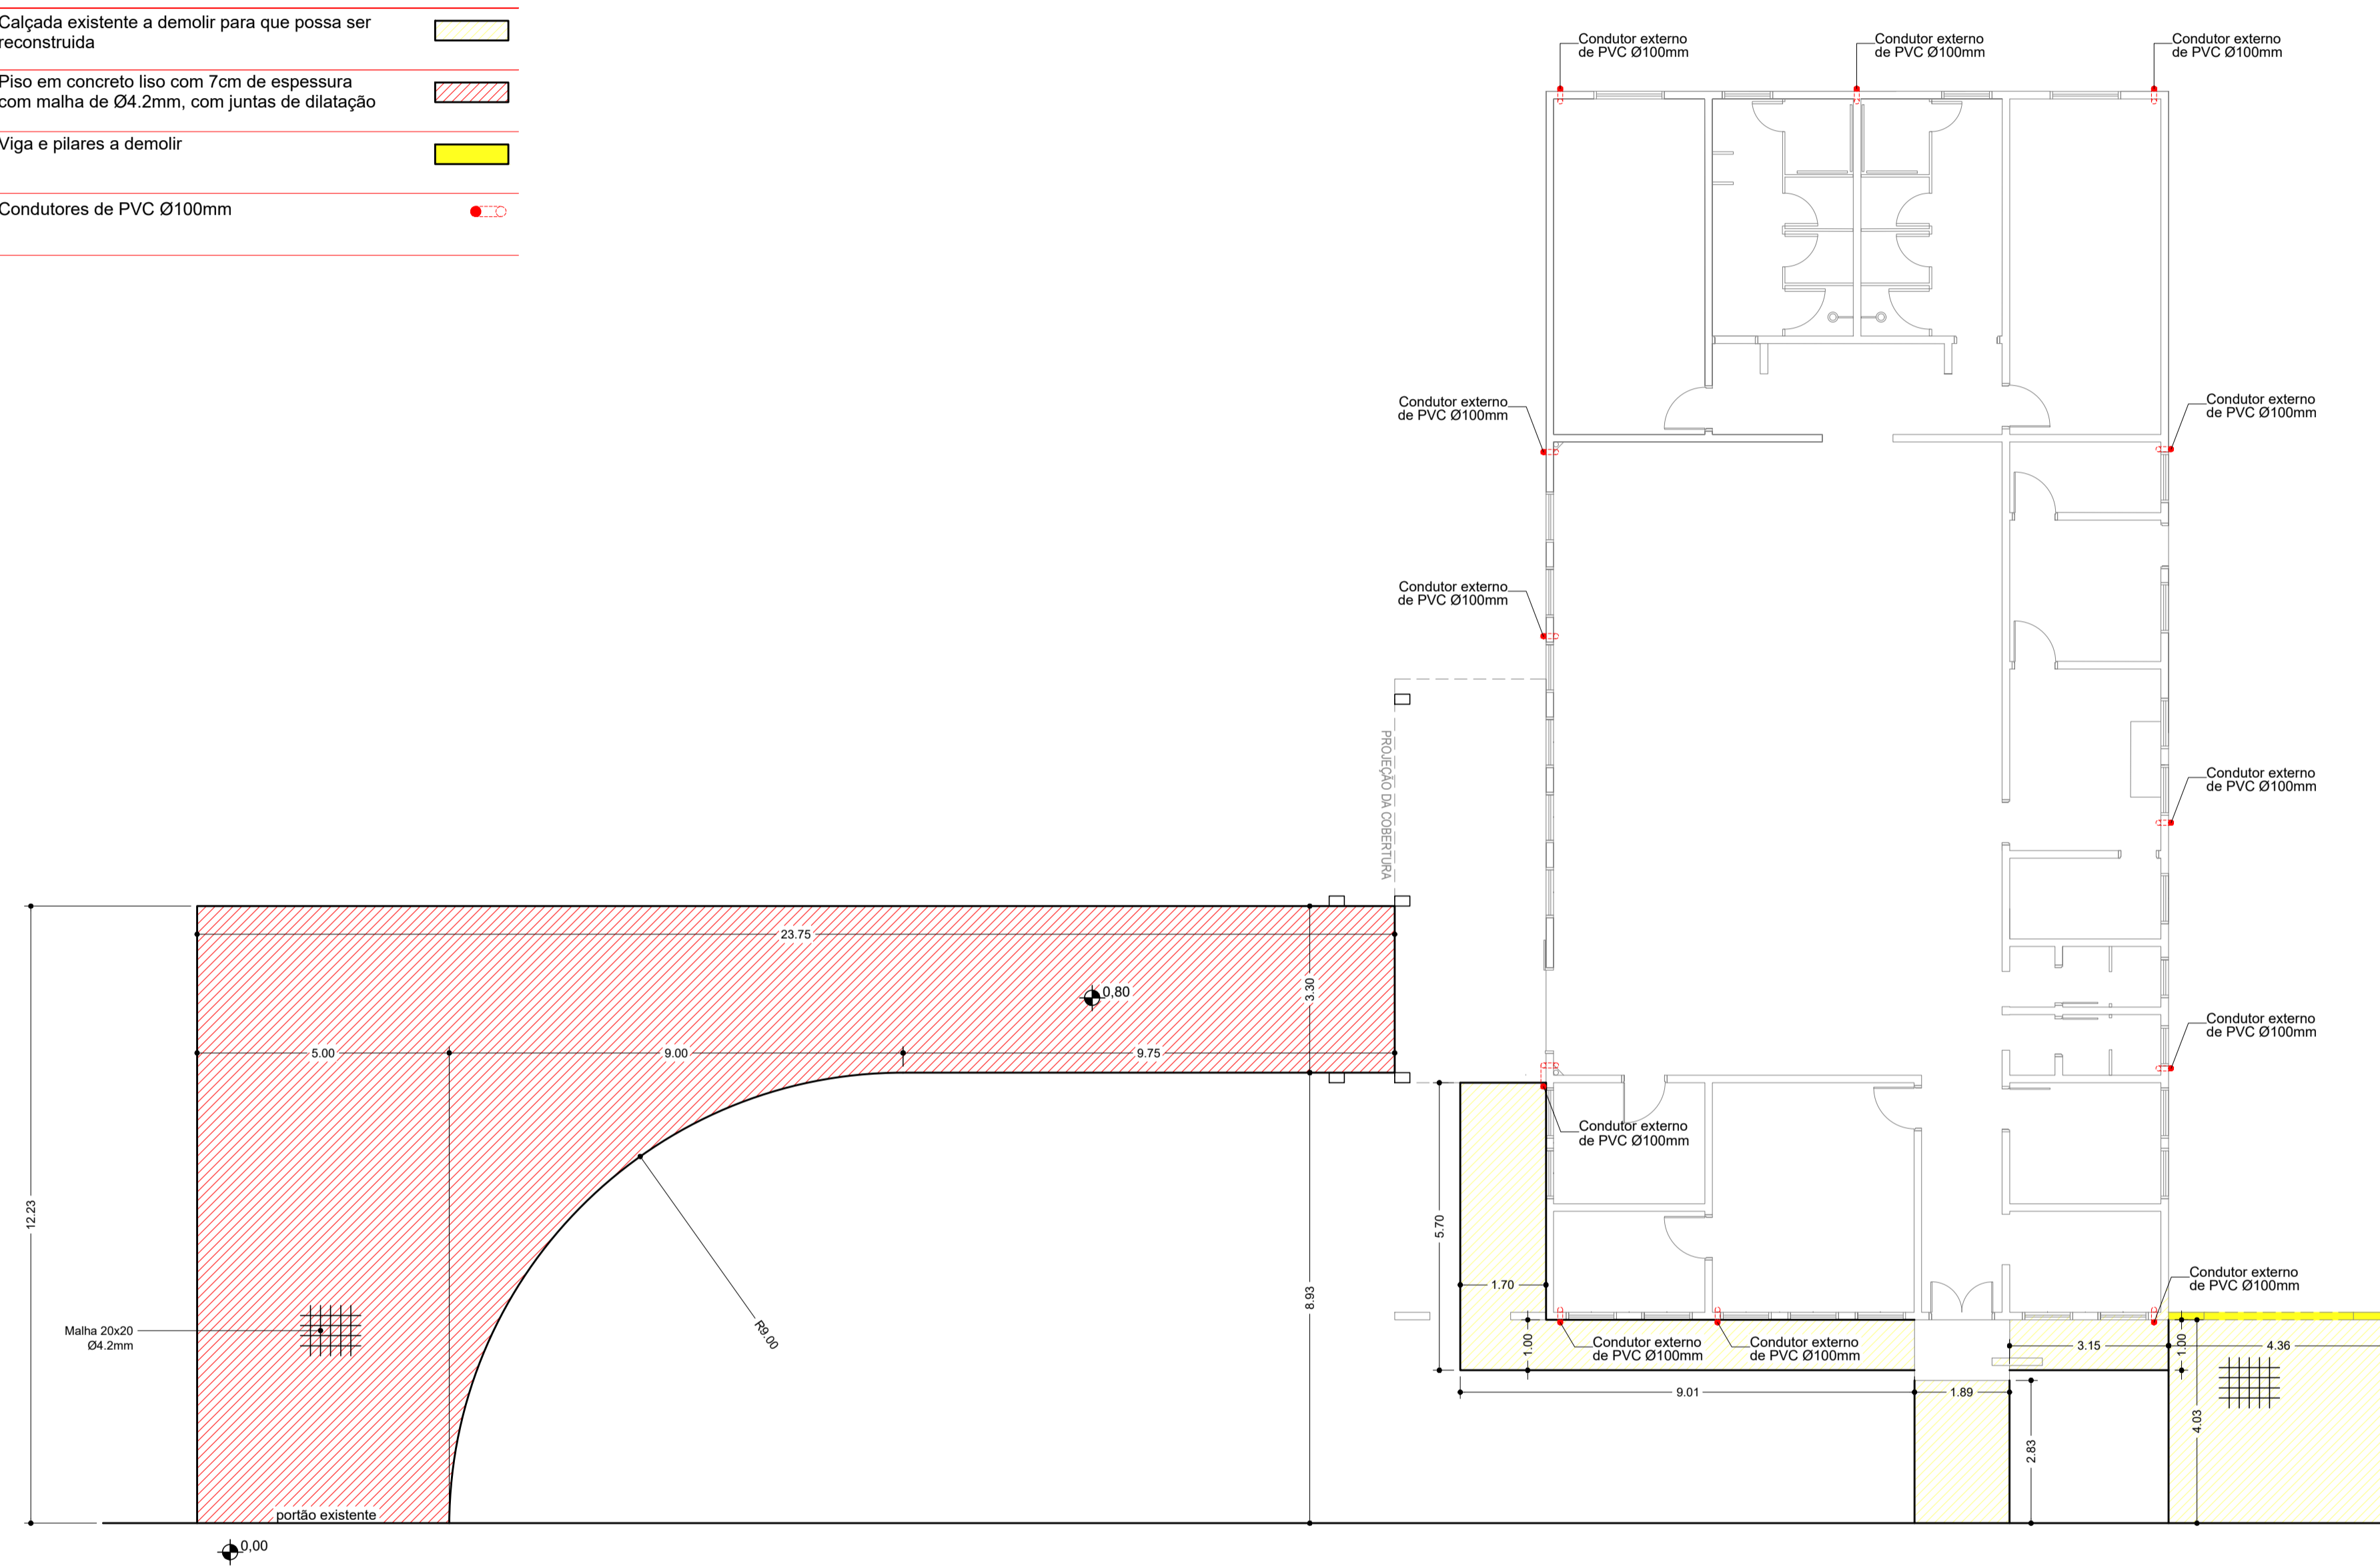 Calçada existente a demolir para que possa ser
reconstruida
Piso em concreto liso com 7cm de espessura
com malha de Ø4.2mm, com juntas de dilatação
Viga e pilares a demolir
Condutores de PVC Ø100mm
Condutor externo
de PVC Ø100mm
Condutor externo
de PVC Ø100mm
Condutor externo
de PVC Ø100mm
Condutor externo
de PVC Ø100mm
Condutor externo
de PVC Ø100mm
Condutor externo
de PVC Ø100mm
PROJEÇÃO DA COBERTURA
Condutor externo
de PVC Ø100mm
23.75
0,80
3.30
Condutor externo
de PVC Ø100mm
5.00
9.00
9.75
Condutor externo
de PVC Ø100mm
12.23
5.70
8.93
1.70
Condutor externo
de PVC Ø100mm
Malha 20x20
Ø4.2mm
R9.00
1.00
Condutor externo
de PVC Ø100mm
Condutor externo
de PVC Ø100mm
3.15
1.00
4.36
9.01
1.89
4.03
2.83
portão existente
0,00